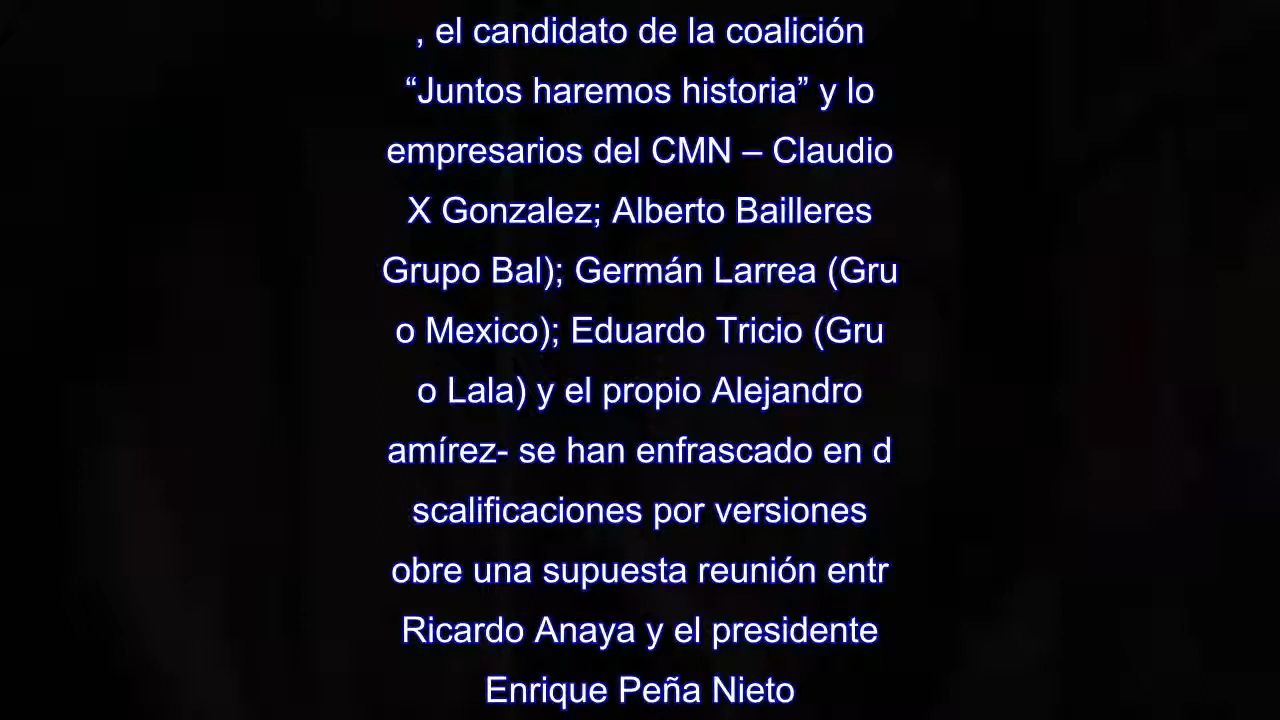 , el candidato de la coalición
“Juntos haremos historia” y lo
empresarios del CMN – Claudio
X Gonzalez; Alberto Bailleres
Grupo Bal); Germán Larrea (Gru
o Mexico); Eduardo Tricio (Gru
o Lala) y el propio Alejandro
amírez- se han enfrascado en d
scalificaciones por versiones
obre una supuesta reunión entr
Ricardo Anaya y el presidente
Enrique Peña Nieto